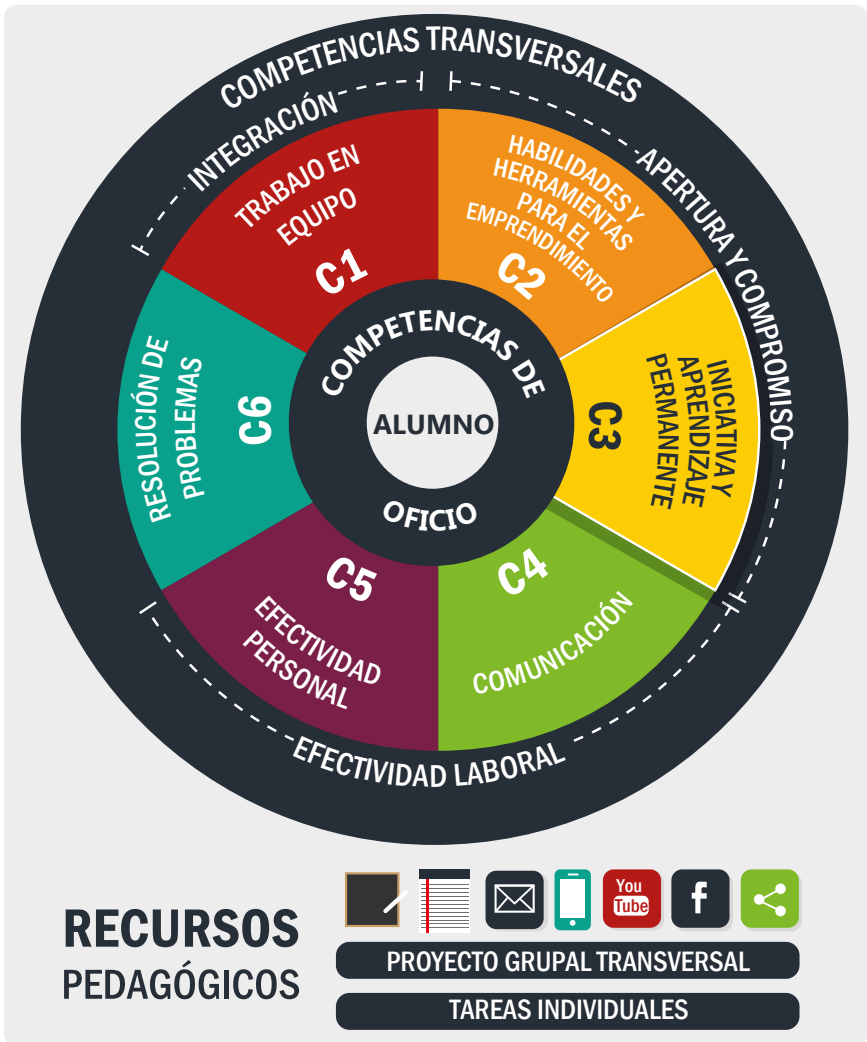 COMPETENCIAS TRANSVERSALES
INTEGRACIÓN
APERTURA Y COMPROMISO
TRABAJO EN
EQUIPO
C1
HABILIDADES Y
HERRAMIENTAS
PARA EL
EMPRENDIMIENTO
C2
INICIATIVA Y
APRENDIZAJE
PERMANENTE
C3
C4
COMUNICACIÓN
C5
EFECTIVIDAD
PERSONAL
RESOLUCIÓN DE
PROBLEMAS
C6
COMPETENCIAS DE
ALUMNO
OFICIO
EFECTIVIDAD LABORAL
RECURSOS
PEDAGÓGICOS
You
Tube
f
PROYECTO GRUPAL TRANSVERSAL
TAREAS INDIVIDUALES